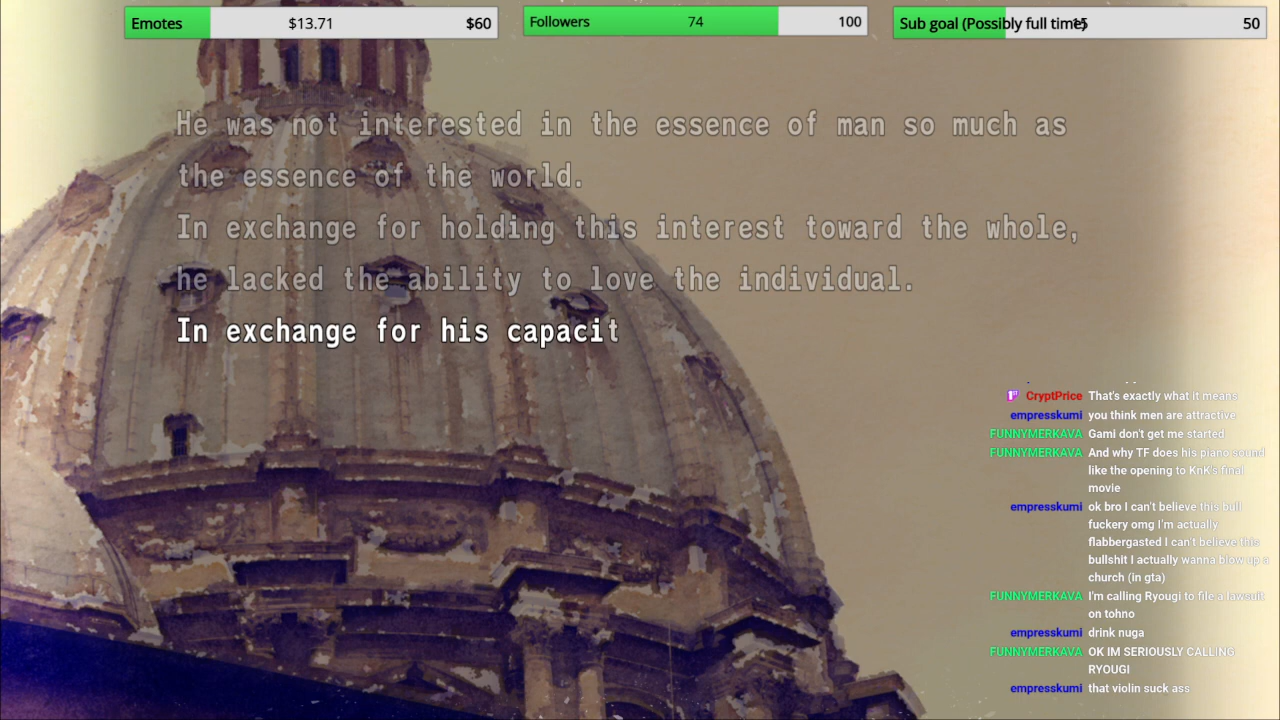 Emotes $13.71 $60
Followers 74 100
Sub goal (Possibly full time) 15 50
He was not interested in the essence of man so much as
the essence of the world.
In exchange for holding this interest toward the whole,
he lacked the ability to love the individual.
In exchange for his capacit
CryptPrice That's exactly what it means
empresskumi you think men are attractive
FUNNYMERKAVA Gami don't get me started
FUNNYMERKAVA And why TF does his piano sound
like the opening to KnK's final
movie
empresskumi ok bro I can't believe this bull
fuckery omg I'm actually
flabbergasted I can't believe this
bullshit I actually wanna blow up a
church (in gta)
FUNNYMERKAVA I'm calling Ryougi to file a lawsuit
on tohno
empresskumi drink nuga
FUNNYMERKAVA OK IM SERIOUSLY CALLING
RYOUGI
empresskumi that violin suck ass